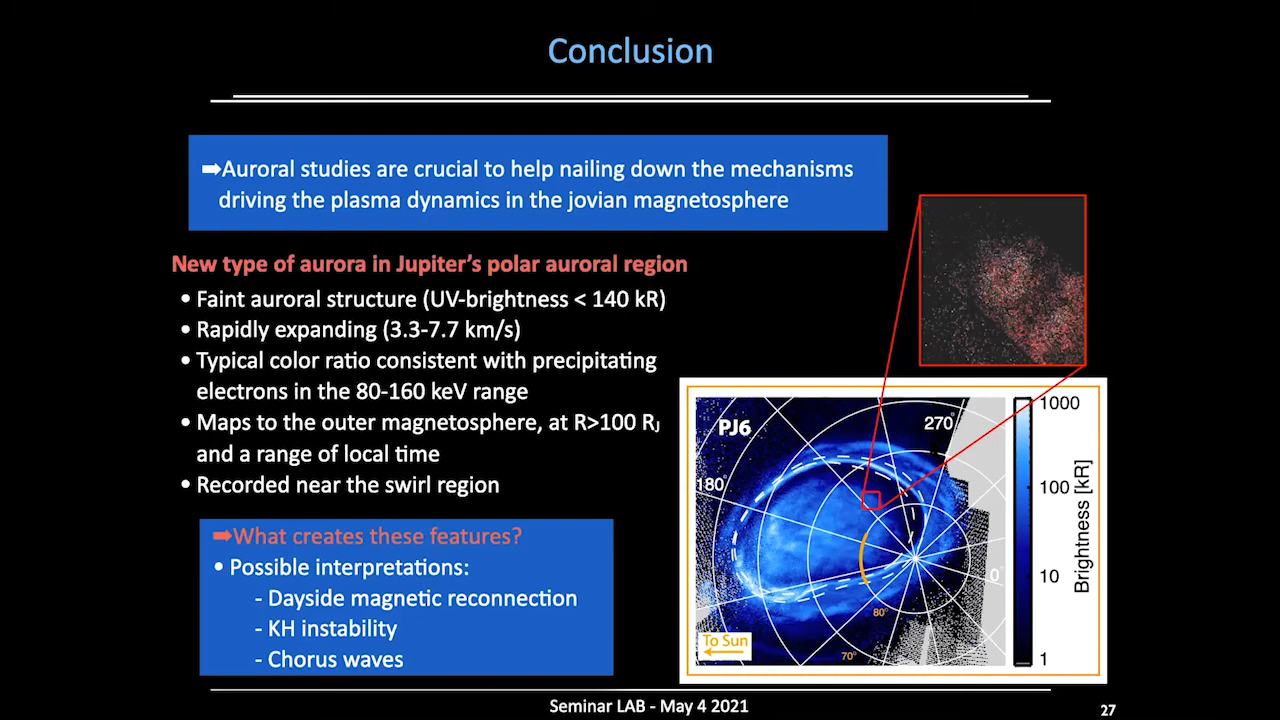 Conclusion
➡Auroral studies are crucial to help nailing down the mechanisms
driving the plasma dynamics in the jovian magnetosphere
New type of aurora in Jupiter's polar auroral region
• Faint auroral structure (UV-brightness < 140 kR)
• Rapidly expanding (3.3-7.7 km/s)
• Typical color ratio consistent with precipitating
electrons in the 80-160 keV range
• Maps to the outer magnetosphere, at R>100 RJ
and a range of local time
• Recorded near the swirl region
➡What creates these features?
• Possible interpretations:
- Dayside magnetic reconnection
- KH instability
- Chorus waves
PJ6
270°
180°
0°
80°
70°
To Sun
1000
100
10
1
Brightness [kR]
Seminar LAB - May 4 2021
27